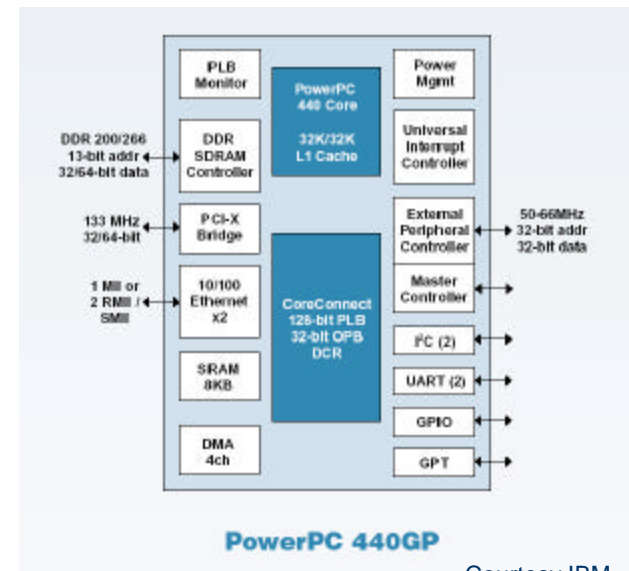 PLB
Monitor
PowerPC
440 Core
32K/32K
L1 Cache
Power
Mgmt
DDR 200/266
13-bit addr
32/64-bit data
DDR
SDRAM
Controller
Universal
Interrupt
Controller
133 MHz
32/64-bit
PCI-X
Bridge
External
Peripheral
Controller
50-66MHz
32-bit addr
32-bit data
1 MII or
2 RMII /
SMII
10/100
Ethernet
x2
CoreConnect
128-bit PLB
32-bit OPB
DCR
Master
Controller
I²C (2)
SRAM
8KB
UART (2)
GPIO
DMA
4ch
GPT
PowerPC 440GP
Courtesy IBM